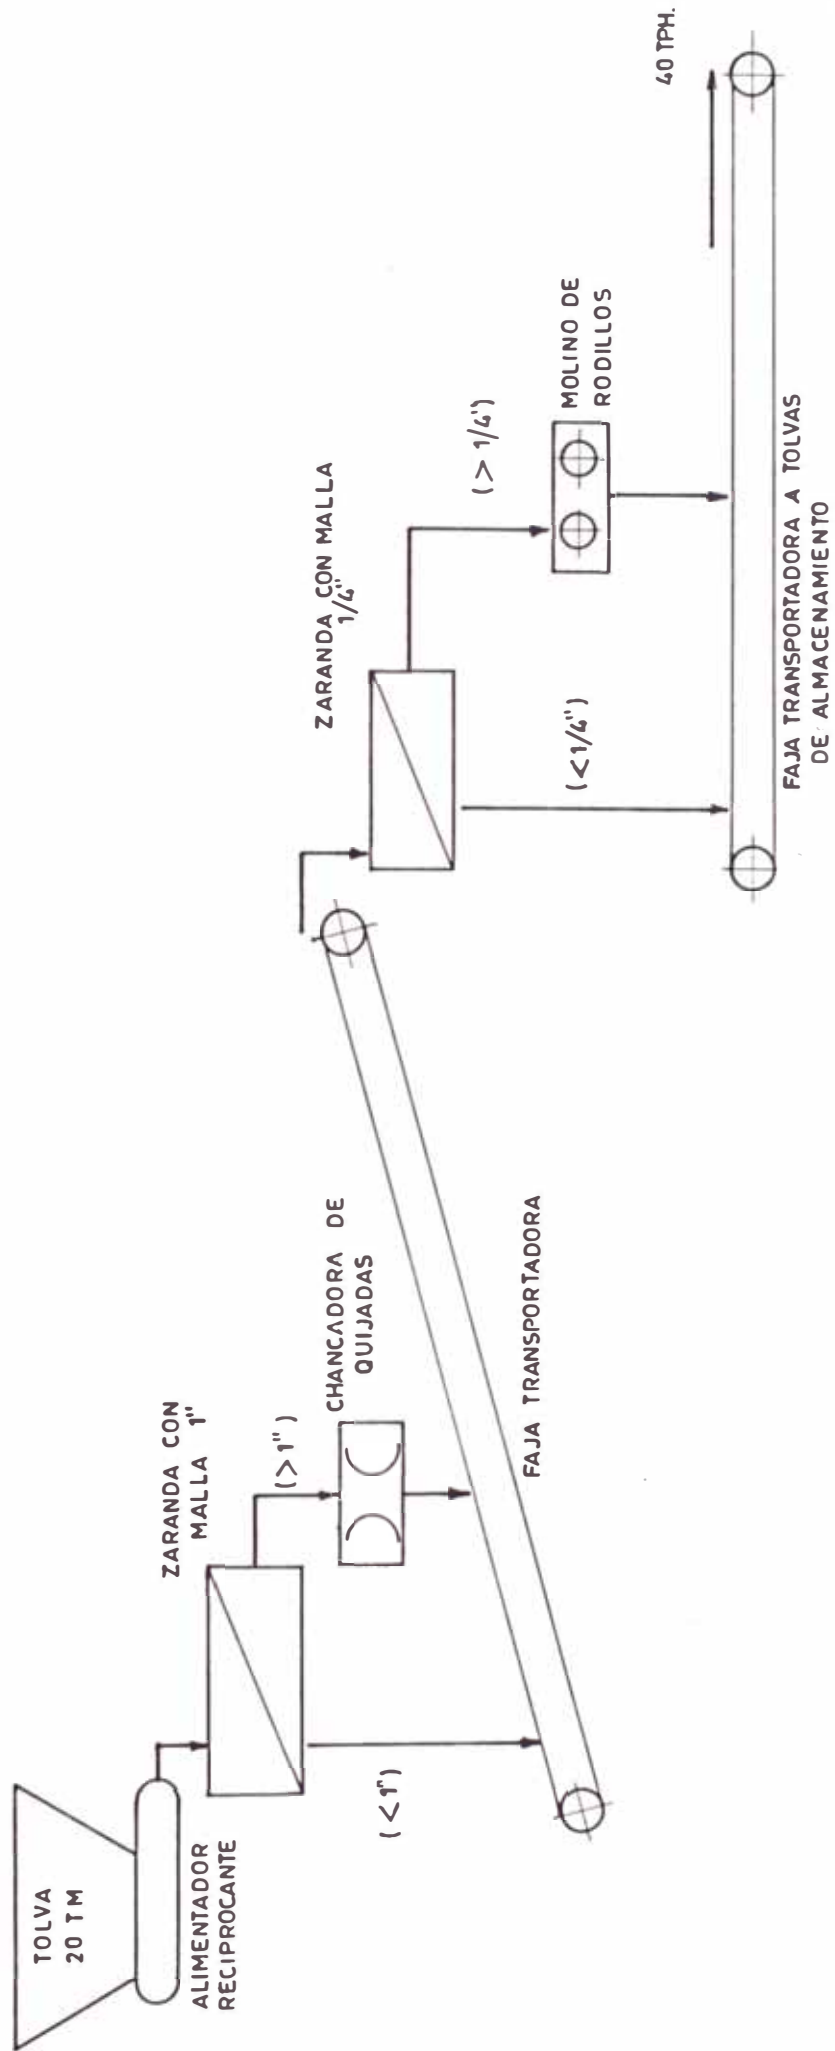 TOLVA
20 TM
ALIMENTADOR
RECIPROCANTE
ZARANDA CON
MALLA 1"
(>1")
(<1")
CHANCADORA DE
QUIJADAS
FAJA TRANSPORTADORA
ZARANDA CON MALLA
1/4"
(> 1/4")
(<1/4")
MOLINO DE
RODILLOS
40 TPH.
FAJA TRANSPORTADORA A TOLVAS
DE ALMACENAMIENTO